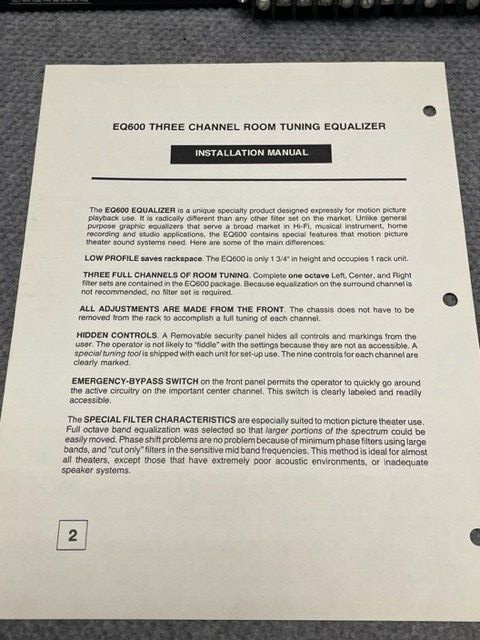 EQ600 THREE CHANNEL ROOM TUNING EQUALIZER
INSTALLATION MANUAL
The EQ600 EQUALIZER is a unique specialty product designed expressly for motion picture
playback use. It is radically different than any other filter set on the market. Unlike general
purpose graphic equalizers that serve a broad market in Hi-Fi, musical instrument, home
recording and studio applications, the EQ600 contains special features that motion picture
theater sound systems need. Here are some of the main differences:
LOW PROFILE saves rackspace. The EQ600 is only 1 3/4" in height and occupies 1 rack unit.
THREE FULL CHANNELS OF ROOM TUNING. Complete one octave Left, Center, and Right
filter sets are contained in the EQ600 package. Because equalization on the surround channel is
not recommended, no filter set is required.
ALL ADJUSTMENTS ARE MADE FROM THE FRONT. The chassis does not have to be
removed from the rack to accomplish a full tuning of each channel.
HIDDEN CONTROLS. A Removable security panel hides all controls and markings from the
user. The operator is not likely to "fiddle" with the settings because they are not as accessible. A
special tuning tool is shipped with each unit for set-up use. The nine controls for each channel are
clearly marked.
EMERGENCY-BYPASS SWITCH on the front panel permits the operator to quickly go around
the active circuitry on the important center channel. This switch is clearly labeled and readily
accessible.
The SPECIAL FILTER CHARACTERISTICS are especially suited to motion picture theater use.
Full octave band equalization was selected so that larger portions of the spectrum could be
easily moved. Phase shift problems are no problem because of minimum phase filters using large
bands, and "cut only" filters in the sensitive mid band frequencies. This method is ideal for almost
all theaters, except those that have extremely poor acoustic environments, or inadequate
speaker systems.
2